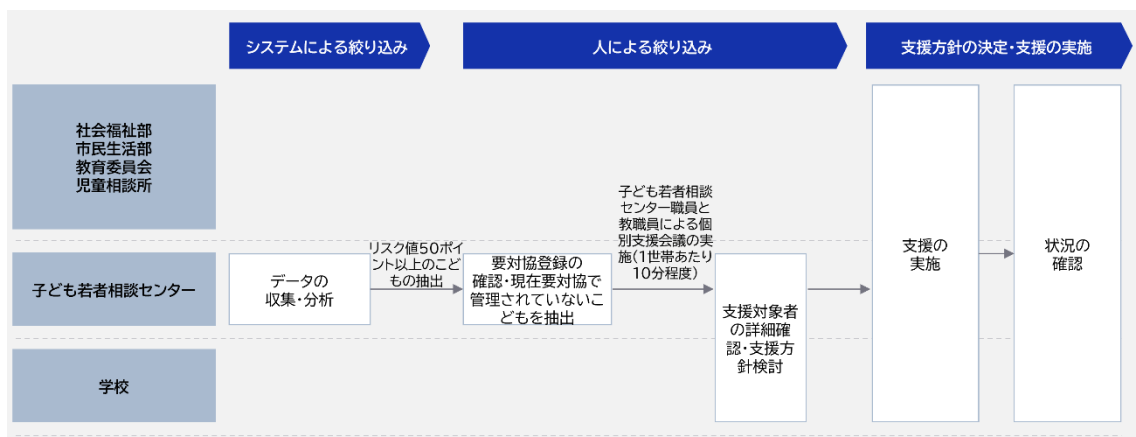 システムによる絞り込み
人による絞り込み
支援方針の決定・支援の実施
社会福祉部
市民生活部
教育委員会
児童相談所
子ども若者相談センター
学校
データの
収集・分析
リスク値50ポイ
ント以上のこど
もの抽出
要対協登録の
確認・現在要対協で
管理されていないこ
どもを抽出
子ども若者相談
センター職員と
教職員による個
別支援会議の実
施(1世帯あたり
10分程度)
支援対象者
の詳細確
認・支援方
針検討
支援の
実施
状況の
確認